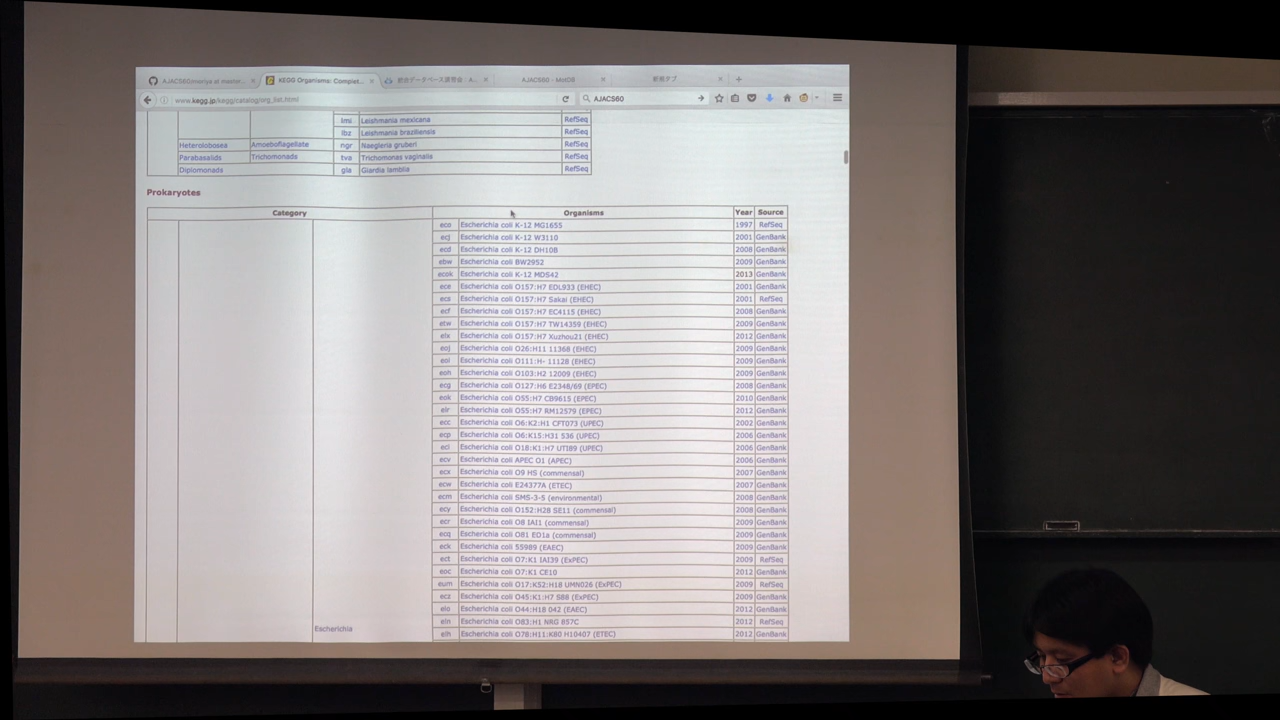 AJACS60/moriya at master... KEGG Organisms: Complet... 統合データベース講習会：A... AJACS60 - MotDB 新規タブ
www.kegg.jp/kegg/catalog/org_list.html AJACS60
lmi Leishmania mexicana RefSeq
lbz Leishmania braziliensis RefSeq
Heterolobosea Amoeboflagellate ngr Naegleria gruberi RefSeq
Parabasalids Trichomonads tva Trichomonas vaginalis RefSeq
Diplomonads gla Giardia lamblia RefSeq
Prokaryotes
Category Organisms Year Source
eco Escherichia coli K-12 MG1655 1997 RefSeq
ecj Escherichia coli K-12 W3110 2001 GenBank
ecd Escherichia coli K-12 DH10B 2008 GenBank
ebw Escherichia coli BW2952 2009 GenBank
ecok Escherichia coli K-12 MDS42 2013 GenBank
ece Escherichia coli O157:H7 EDL933 (EHEC) 2001 GenBank
ecs Escherichia coli O157:H7 Sakai (EHEC) 2001 RefSeq
ecf Escherichia coli O157:H7 EC4115 (EHEC) 2008 GenBank
etw Escherichia coli O157:H7 TW14359 (EHEC) 2009 GenBank
elx Escherichia coli O157:H7 Xuzhou21 (EHEC) 2012 GenBank
eoj Escherichia coli O26:H11 11368 (EHEC) 2009 GenBank
eoi Escherichia coli O111:H- 11128 (EHEC) 2009 GenBank
eoh Escherichia coli O103:H2 12009 (EHEC) 2009 GenBank
ecg Escherichia coli O127:H6 E2348/69 (EPEC) 2008 GenBank
eok Escherichia coli O55:H7 CB9615 (EPEC) 2010 GenBank
elr Escherichia coli O55:H7 RM12579 (EPEC) 2012 GenBank
ecc Escherichia coli O6:K2:H1 CFT073 (UPEC) 2002 GenBank
ecp Escherichia coli O6:K15:H31 536 (UPEC) 2006 GenBank
eci Escherichia coli O18:K1:H7 UTI89 (UPEC) 2006 GenBank
ecv Escherichia coli APEC O1 (APEC) 2006 GenBank
ecx Escherichia coli O9 HS (commensal) 2007 GenBank
ecw Escherichia coli E24377A (ETEC) 2007 GenBank
ecm Escherichia coli SMS-3-5 (environmental) 2008 GenBank
ecy Escherichia coli O152:H28 SE11 (commensal) 2008 GenBank
ecr Escherichia coli O8 IAI1 (commensal) 2009 GenBank
ecq Escherichia coli O81 ED1a (commensal) 2009 GenBank
eck Escherichia coli 55989 (EAEC) 2009 GenBank
ect Escherichia coli O7:K1 IAI39 (ExPEC) 2009 RefSeq
eoc Escherichia coli O7:K1 CE10 2012 GenBank
eum Escherichia coli O17:K52:H18 UMN026 (ExPEC) 2009 RefSeq
ecz Escherichia coli O45:K1:H7 S88 (ExPEC) 2009 GenBank
elo Escherichia coli O44:H18 042 (EAEC) 2012 GenBank
eln Escherichia coli O83:H1 NRG 857C 2012 RefSeq
Escherichia elh Escherichia coli O78:H11:K80 H10407 (ETEC) 2012 GenBank